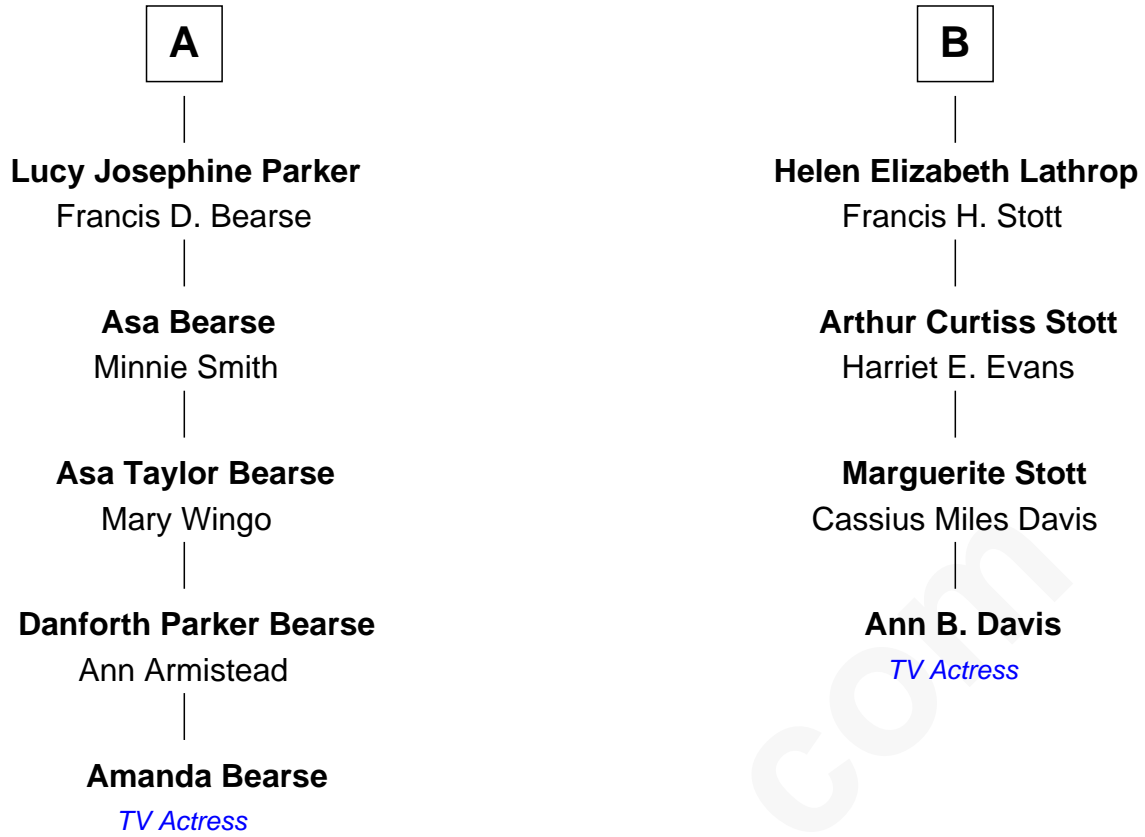 A
Lucy Josephine Parker
Francis D. Bearse
Asa Bearse
Minnie Smith
Asa Taylor Bearse
Mary Wingo
Danforth Parker Bearse
Ann Armistead
Amanda Bearse
TV Actress
B
Helen Elizabeth Lathrop
Francis H. Stott
Arthur Curtiss Stott
Harriet E. Evans
Marguerite Stott
Cassius Miles Davis
Ann B. Davis
TV Actress
com